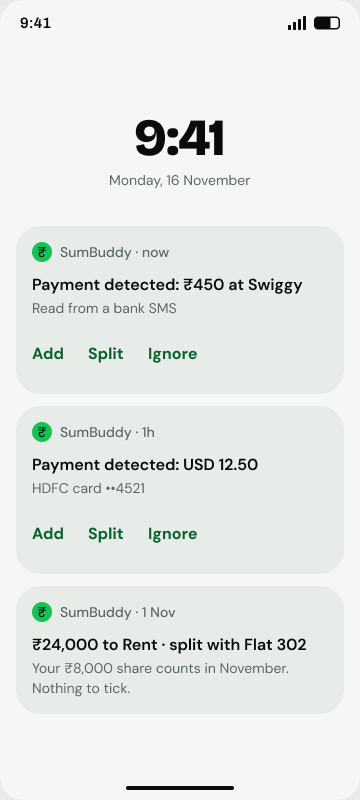 9:41
9:41
Monday, 16 November
₹ SumBuddy · now
Payment detected: ₹450 at Swiggy
Read from a bank SMS
Add Split Ignore
₹ SumBuddy · 1h
Payment detected: USD 12.50
HDFC card ••4521
Add Split Ignore
₹ SumBuddy · 1 Nov
₹24,000 to Rent · split with Flat 302
Your ₹8,000 share counts in November.
Nothing to tick.